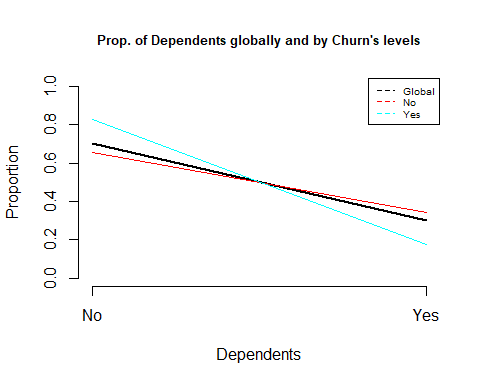 Prop. of Dependents globally and by Churn's levels
Global
No
Yes
Proportion
1.0
0.8
0.6
0.4
0.2
0.0
No
Yes
Dependents